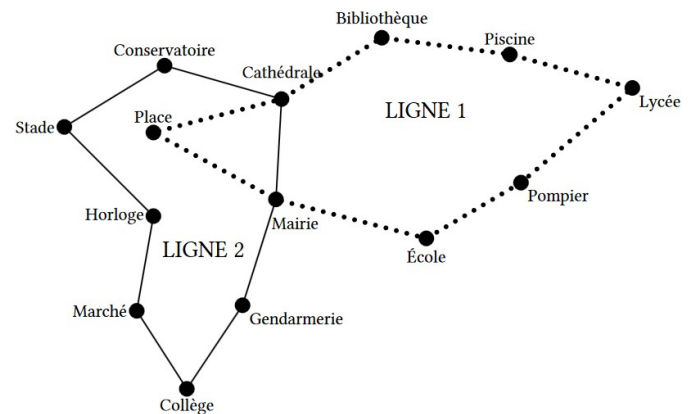 Bibliothèque
Piscine
Conservatoire
Cathédrale
Lycée
LIGNE 1
Place
Stade
Pompier
Horloge
Mairie
LIGNE 2
École
Marché
Gendarmerie
Collège